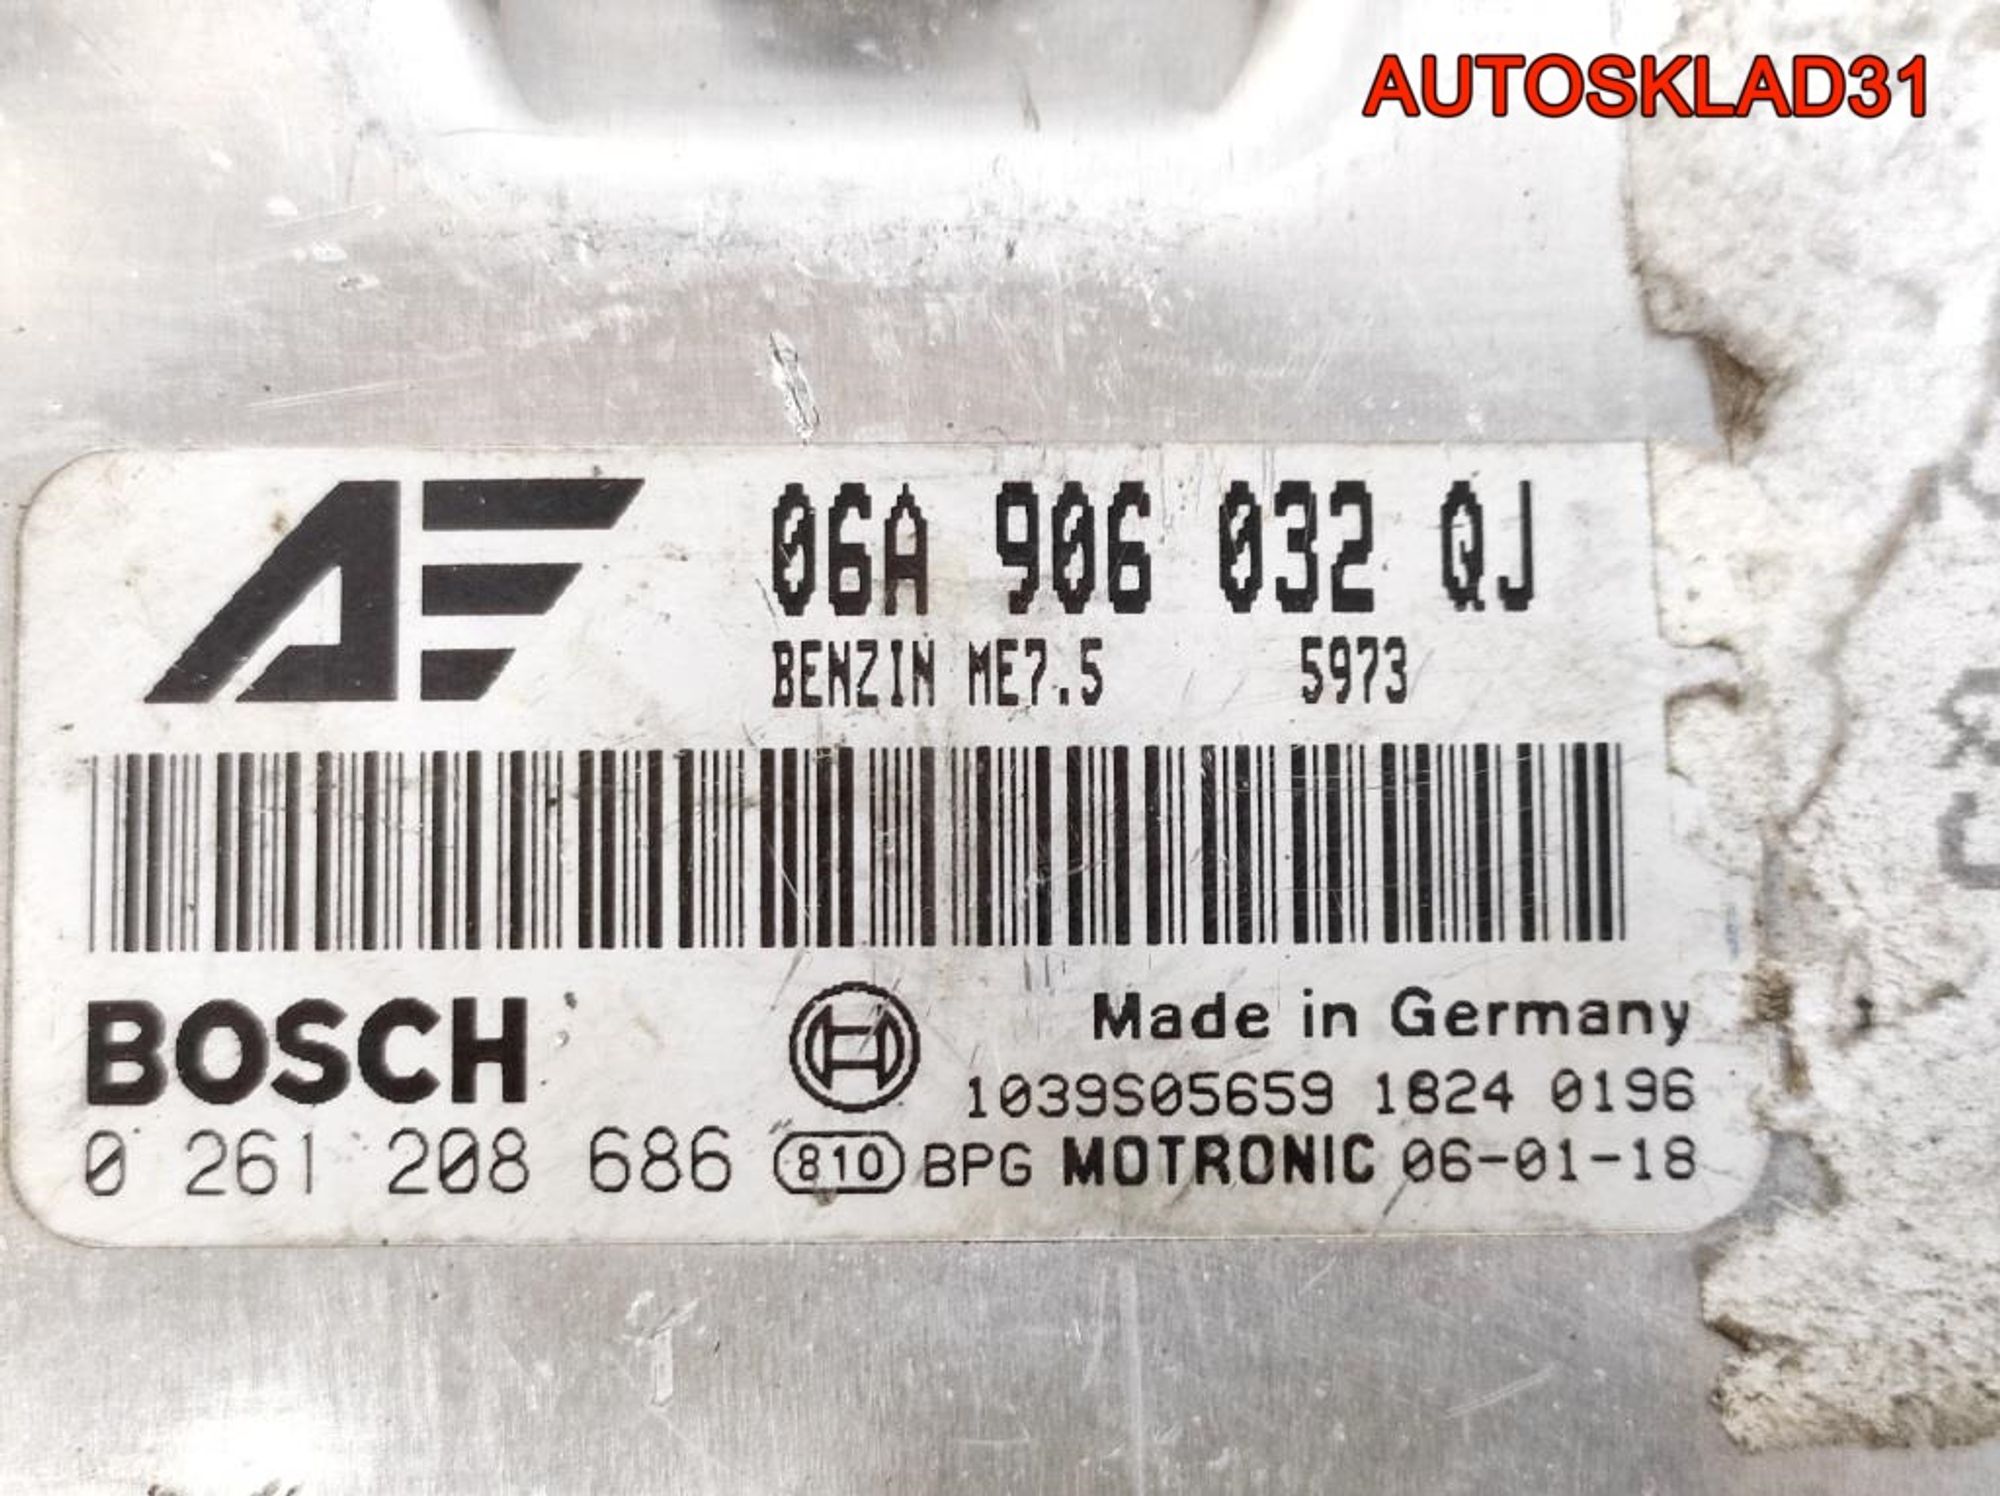 AUTOSKLAD31
06A 906 032 QJ
BENZIN ME7.5 5973
BOSCH
Made in Germany
1039S05659 1824 0196
0 261 208 686 810 BPG MOTRONIC 06-01-18